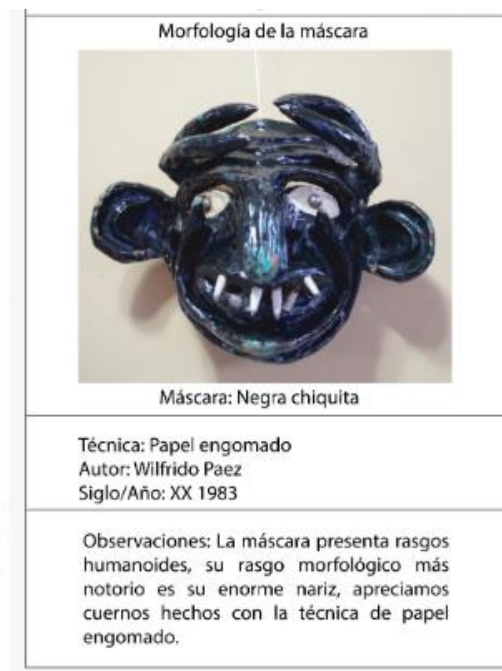 Morfología de la máscara
Máscara: Negra chiquita
Técnica: Papel engomado
Autor: Wilfrido Paez
Siglo/Año: XX 1983
Observaciones: La máscara presenta rasgos
humanoides, su rasgo morfológico más
notorio es su enorme nariz, apreciamos
cuernos hechos con la técnica de papel
engomado.